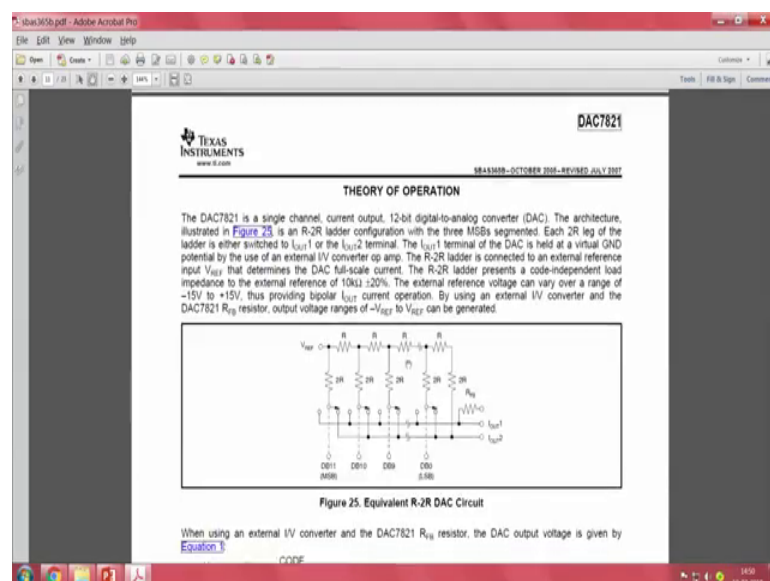 sbas365b.pdf - Adobe Acrobat Pro
File Edit View Window Help
Open Create Customize
11 144% Tools Fill & Sign Comment
DAC7821
TEXAS
INSTRUMENTS
www.ti.com
SBAS365B–OCTOBER 2005–REVISED JULY 2007
THEORY OF OPERATION
The DAC7821 is a single channel, current output, 12-bit digital-to-analog converter (DAC). The architecture,
illustrated in Figure 25, is an R-2R ladder configuration with the three MSBs segmented. Each 2R leg of the
ladder is either switched to IOUT1 or the IOUT2 terminal. The IOUT1 terminal of the DAC is held at a virtual GND
potential by the use of an external I/V converter op amp. The R-2R ladder is connected to an external reference
input VREF that determines the DAC full-scale current. The R-2R ladder presents a code-independent load
impedance to the external reference of 10kΩ ±20%. The external reference voltage can vary over a range of
–15V to +15V, thus providing bipolar IOUT current operation. By using an external I/V converter and the
DAC7821 RFB resistor, output voltage ranges of –VREF to VREF can be generated.
R R R R
VREF
2R 2R 2R 2R 2R
RFB
IOUT1
IOUT2
DB11 DB10 DB9 DB0
(MSB) (LSB)
Figure 25. Equivalent R-2R DAC Circuit
When using an external I/V converter and the DAC7821 RFB resistor, the DAC output voltage is given by
Equation 1:
CODE
14:50